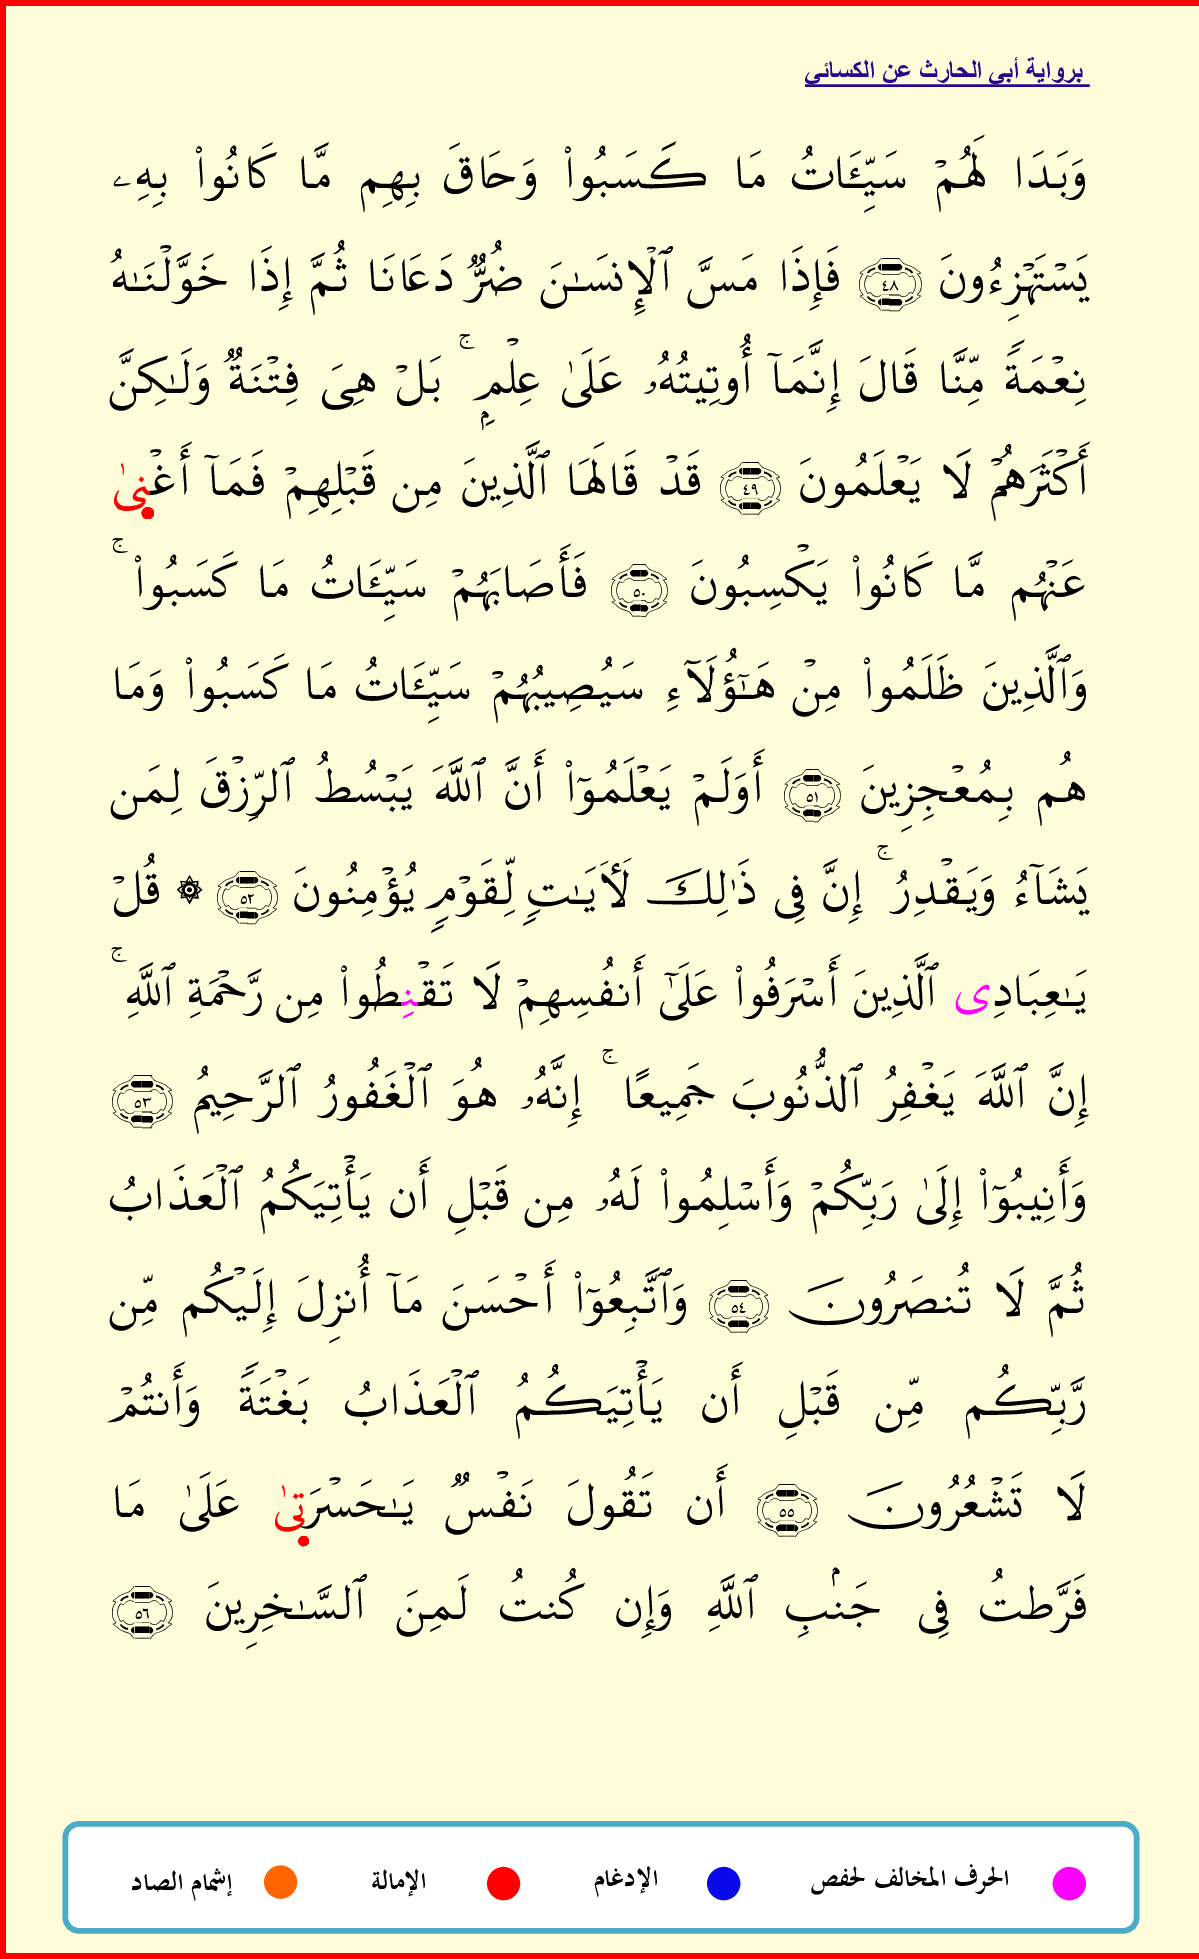 برواية أبي الحارث عن الكسائي
وَبَدَا لَهُمۡ سَيِّـَٔاتُ مَا كَسَبُواْ وَحَاقَ بِهِم مَّا كَانُواْ بِهِۦ
يَسۡتَهۡزِءُونَ ٤٨ فَإِذَا مَسَّ ٱلۡإِنسَٰنَ ضُرٌّ دَعَانَا ثُمَّ إِذَا خَوَّلۡنَٰهُ
نِعۡمَةً مِّنَّا قَالَ إِنَّمَآ أُوتِيتُهُۥ عَلَىٰ عِلۡمِۭۚ بَلۡ هِيَ فِتۡنَةٌ وَلَٰكِنَّ
أَكۡثَرَهُمۡ لَا يَعۡلَمُونَ ٤٩ قَدۡ قَالَهَا ٱلَّذِينَ مِن قَبۡلِهِمۡ فَمَآ أَغۡنىٰ
عَنۡهُم مَّا كَانُواْ يَكۡسِبُونَ ٥٠ فَأَصَابَهُمۡ سَيِّـَٔاتُ مَا كَسَبُواْۚ
وَٱلَّذِينَ ظَلَمُواْ مِنۡ هَٰٓؤُلَآءِ سَيُصِيبُهُمۡ سَيِّـَٔاتُ مَا كَسَبُواْ وَمَا
هُم بِمُعۡجِزِينَ ٥١ أَوَلَمۡ يَعۡلَمُوٓاْ أَنَّ ٱللَّهَ يَبۡسُطُ ٱلرِّزۡقَ لِمَن
يَشَآءُ وَيَقۡدِرُۚ إِنَّ فِي ذَٰلِكَ لَأٓيَٰتٍ لِّقَوۡمٍ يُؤۡمِنُونَ ٥٢ ۞ قُلۡ
يَٰعِبَادِي ٱلَّذِينَ أَسۡرَفُواْ عَلَىٰٓ أَنفُسِهِمۡ لَا تَقۡنِطُواْ مِن رَّحۡمَةِ ٱللَّهِۚ
إِنَّ ٱللَّهَ يَغۡفِرُ ٱلذُّنُوبَ جَمِيعًاۚ إِنَّهُۥ هُوَ ٱلۡغَفُورُ ٱلرَّحِيمُ ٥٣
وَأَنِيبُوٓاْ إِلَىٰ رَبِّكُمۡ وَأَسۡلِمُواْ لَهُۥ مِن قَبۡلِ أَن يَأۡتِيَكُمُ ٱلۡعَذَابُ
ثُمَّ لَا تُنصَرُونَ ٥٤ وَٱتَّبِعُوٓاْ أَحۡسَنَ مَآ أُنزِلَ إِلَيۡكُم مِّن
رَّبِّكُم مِّن قَبۡلِ أَن يَأۡتِيَكُمُ ٱلۡعَذَابُ بَغۡتَةً وَأَنتُمۡ
لَا تَشۡعُرُونَ ٥٥ أَن تَقُولَ نَفۡسٌ يَٰحَسۡرَتىٰ عَلَىٰ مَا
فَرَّطتُ فِي جَنۢبِ ٱللَّهِ وَإِن كُنتُ لَمِنَ ٱلسَّٰخِرِينَ ٥٦
الحرف المخالف لحفص الإدغام الإمالة إشمام الصاد